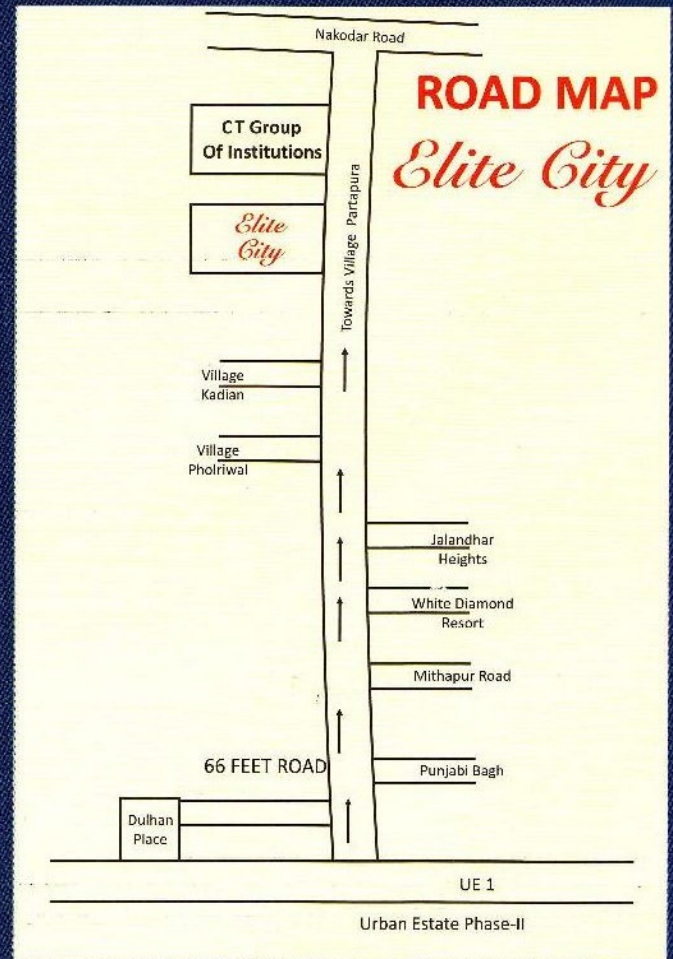 Nakodar Road
ROAD MAP
Elite City
CT Group
Of Institutions
Elite
City
Towards Village Partapura
Village
Kadian
Village
Pholriwal
Jalandhar
Heights
White Diamond
Resort
Mithapur Road
66 FEET ROAD
Punjabi Bagh
Dulhan
Place
UE 1
Urban Estate Phase-II